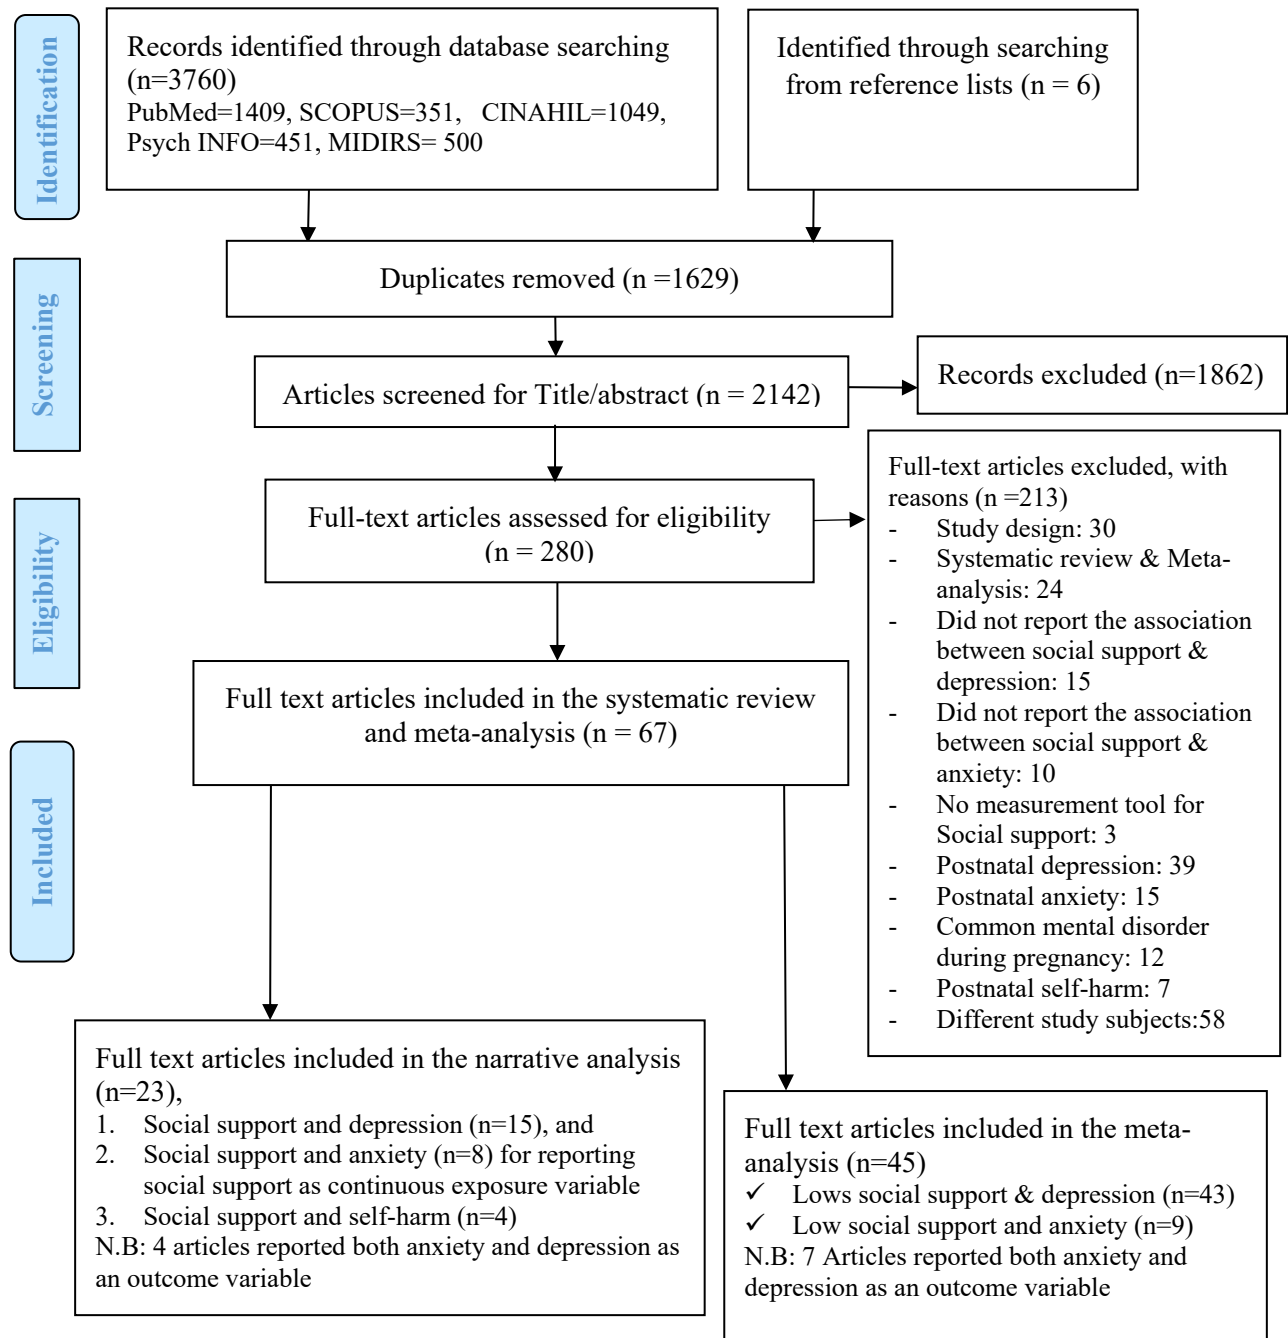 Identification
Records identified through database searching
(n=3760)
PubMed=1409, SCOPUS=351, CINAHIL=1049,
Psych INFO=451, MIDIRS= 500
Identified through searching
from reference lists (n = 6)
Duplicates removed (n =1629)
Screening
Articles screened for Title/abstract (n = 2142)
Records excluded (n=1862)
Eligibility
Full-text articles assessed for eligibility
(n = 280)
Full-text articles excluded, with
reasons (n =213)
- Study design: 30
- Systematic review & Meta-
analysis: 24
- Did not report the association
between social support &
depression: 15
- Did not report the association
between social support &
anxiety: 10
- No measurement tool for
Social support: 3
- Postnatal depression: 39
- Postnatal anxiety: 15
- Common mental disorder
during pregnancy: 12
- Postnatal self-harm: 7
- Different study subjects:58
Full text articles included in the systematic review
and meta-analysis (n = 67)
Included
Full text articles included in the narrative analysis
(n=23),
1. Social support and depression (n=15), and
2. Social support and anxiety (n=8) for reporting
social support as continuous exposure variable
3. Social support and self-harm (n=4)
N.B: 4 articles reported both anxiety and depression as
an outcome variable
Full text articles included in the meta-
analysis (n=45)
✓ Lows social support & depression (n=43)
✓ Low social support and anxiety (n=9)
N.B: 7 Articles reported both anxiety and
depression as an outcome variable